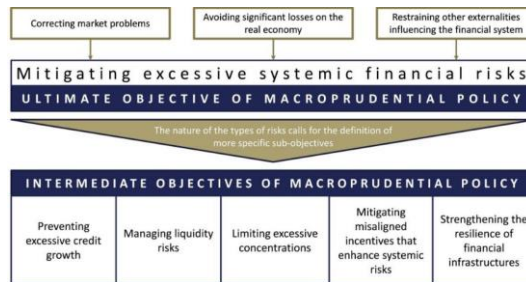 Correcting market problems
Avoiding significant losses on the
real economy
Restraining other externalities
influencing the financial system
Mitigating excessive systemic financial risks
ULTIMATE OBJECTIVE OF MACROPRUDENTIAL POLICY
The nature of the types of risks calls for the definition of
more specific sub-objectives
INTERMEDIATE OBJECTIVES OF MACROPRUDENTIAL POLICY
Preventing
excessive credit
growth
Managing liquidity
risks
Limiting excessive
concentrations
Mitigating
misaligned
incentives that
enhance systemic
risks
Strengthening the
resilience of
financial
infrastructures